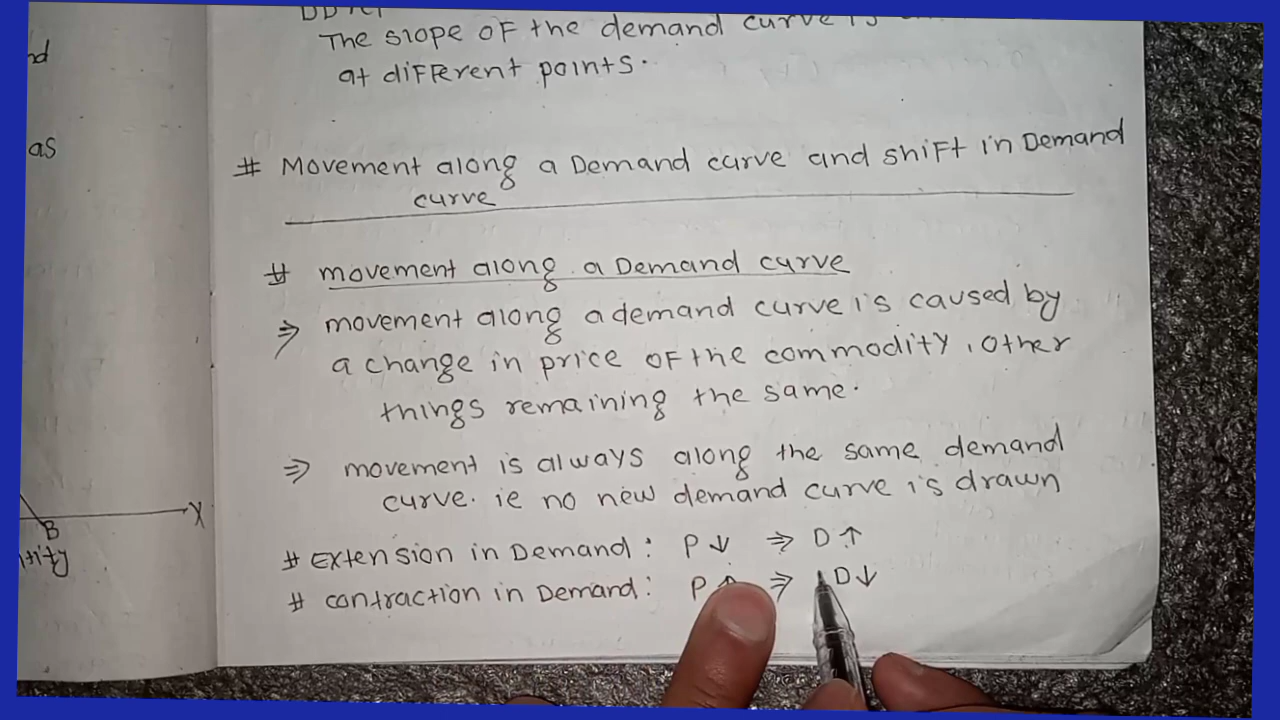 nd
as
The slope of the demand curve is
at different points.
# Movement along a Demand curve and shift in Demand
curve
# movement along a Demand curve
⇒ movement along a demand curve is caused by
a change in price of the commodity, other
things remaining the same.
⇒ movement is always along the same demand
curve. ie no new demand curve is drawn
X
B
# Extension in Demand: P↓ ⇒ D↑
# contraction in Demand: P↑ ⇒ D↓